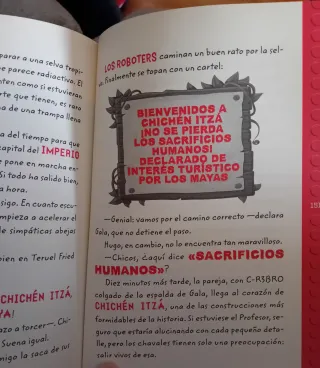 parar a una selva tropi-
e parece radiactivo. El
como si estuvieran
rte que tienen, es raro
de una trampa llena
del tiempo para que
capital del IMPERIO
pone en marcha en-
Si todo ha salido bien,
a hora.
sigo. En cuanto escu-
mpieza a acelerar el
de simpáticas abejas
bien en Teruel Fried
CHICHÉN ITZÁ,
YA!
azo a torcer—. Chi-
Suena igual.
migo la saca de sus
LOS ROBOTERS caminan un buen rato por la sel-
finalmente se topan con un cartel:
BIENVENIDOS A
CHICHÉN ITZÁ
¡NO SE PIERDA
LOS SACRIFICIOS
HUMANOS!
DECLARADO DE
INTERÉS TURÍSTICO
POR LOS MAYAS
—Genial: vamos por el camino correcto —declara
Gala, que no detiene el paso.
Hugo, en cambio, no lo encuentra tan maravilloso.
—Chicos, ¿aquí dice «SACRIFICIOS
HUMANOS»?
Diez minutos más tarde, la pareja, con C-R3BRO
colgado de la espalda de Gala, llega al corazón de
CHICHÉN ITZÁ, una de las construcciones más
formidables de la historia. Si estuviese el Profesor, se-
guro que estaría alucinando con cada pequeño deta-
lle, pero los chavales tienen solo una preocupación:
salir vivos de esa.